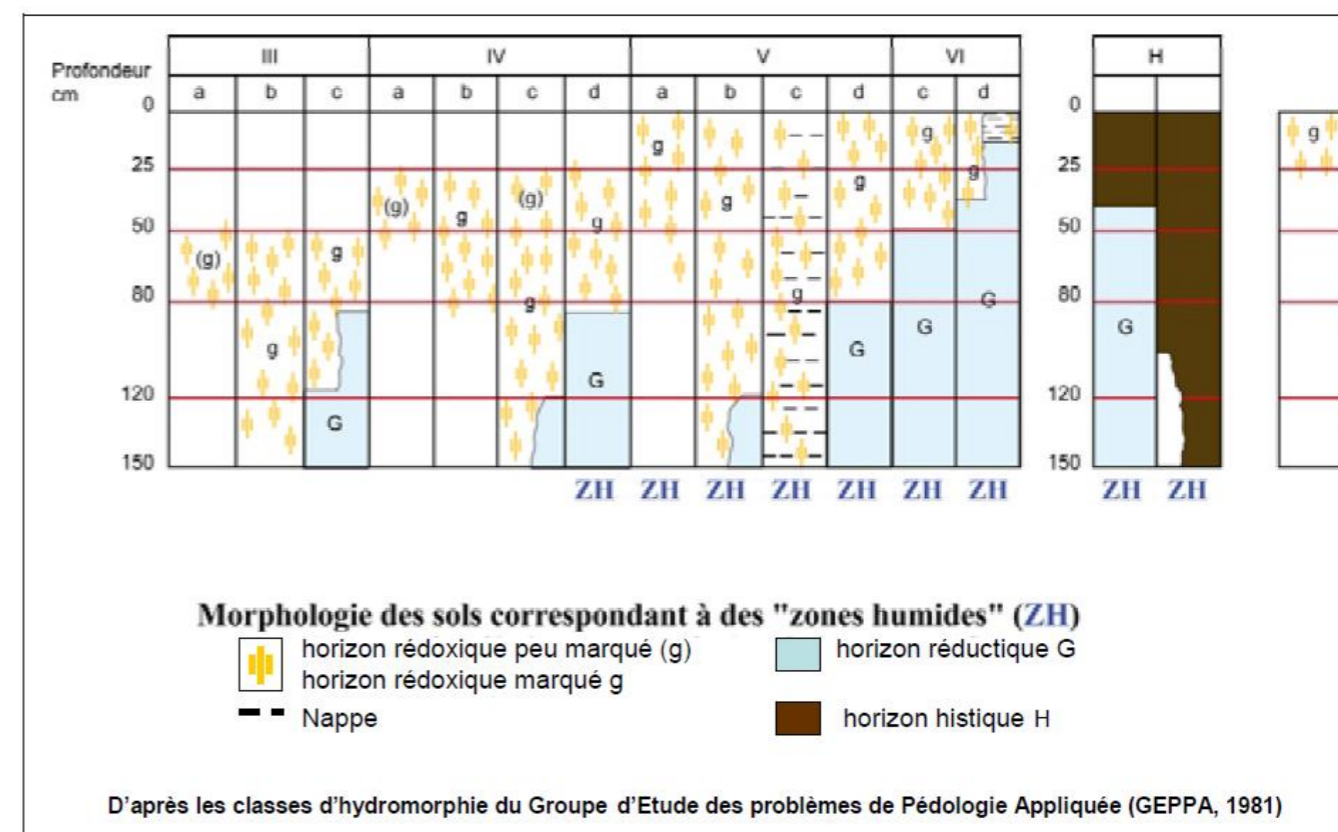 III IV V VI H
Profondeur
cm
a b c a b c d a b c d c d
0 0
g g g g g
25 25
(g) g (g) g g g g
50 50
(g) g g
80 80
g g g G
g G G G
120 120
G G
150 150
ZH ZH ZH ZH ZH ZH ZH ZH ZH
Morphologie des sols correspondant à des "zones humides" (ZH)
horizon rédoxique peu marqué (g) horizon réductique G
horizon rédoxique marqué g
Nappe horizon histique H
D'après les classes d'hydromorphie du Groupe d'Etude des problèmes de Pédologie Appliquée (GEPPA, 1981)